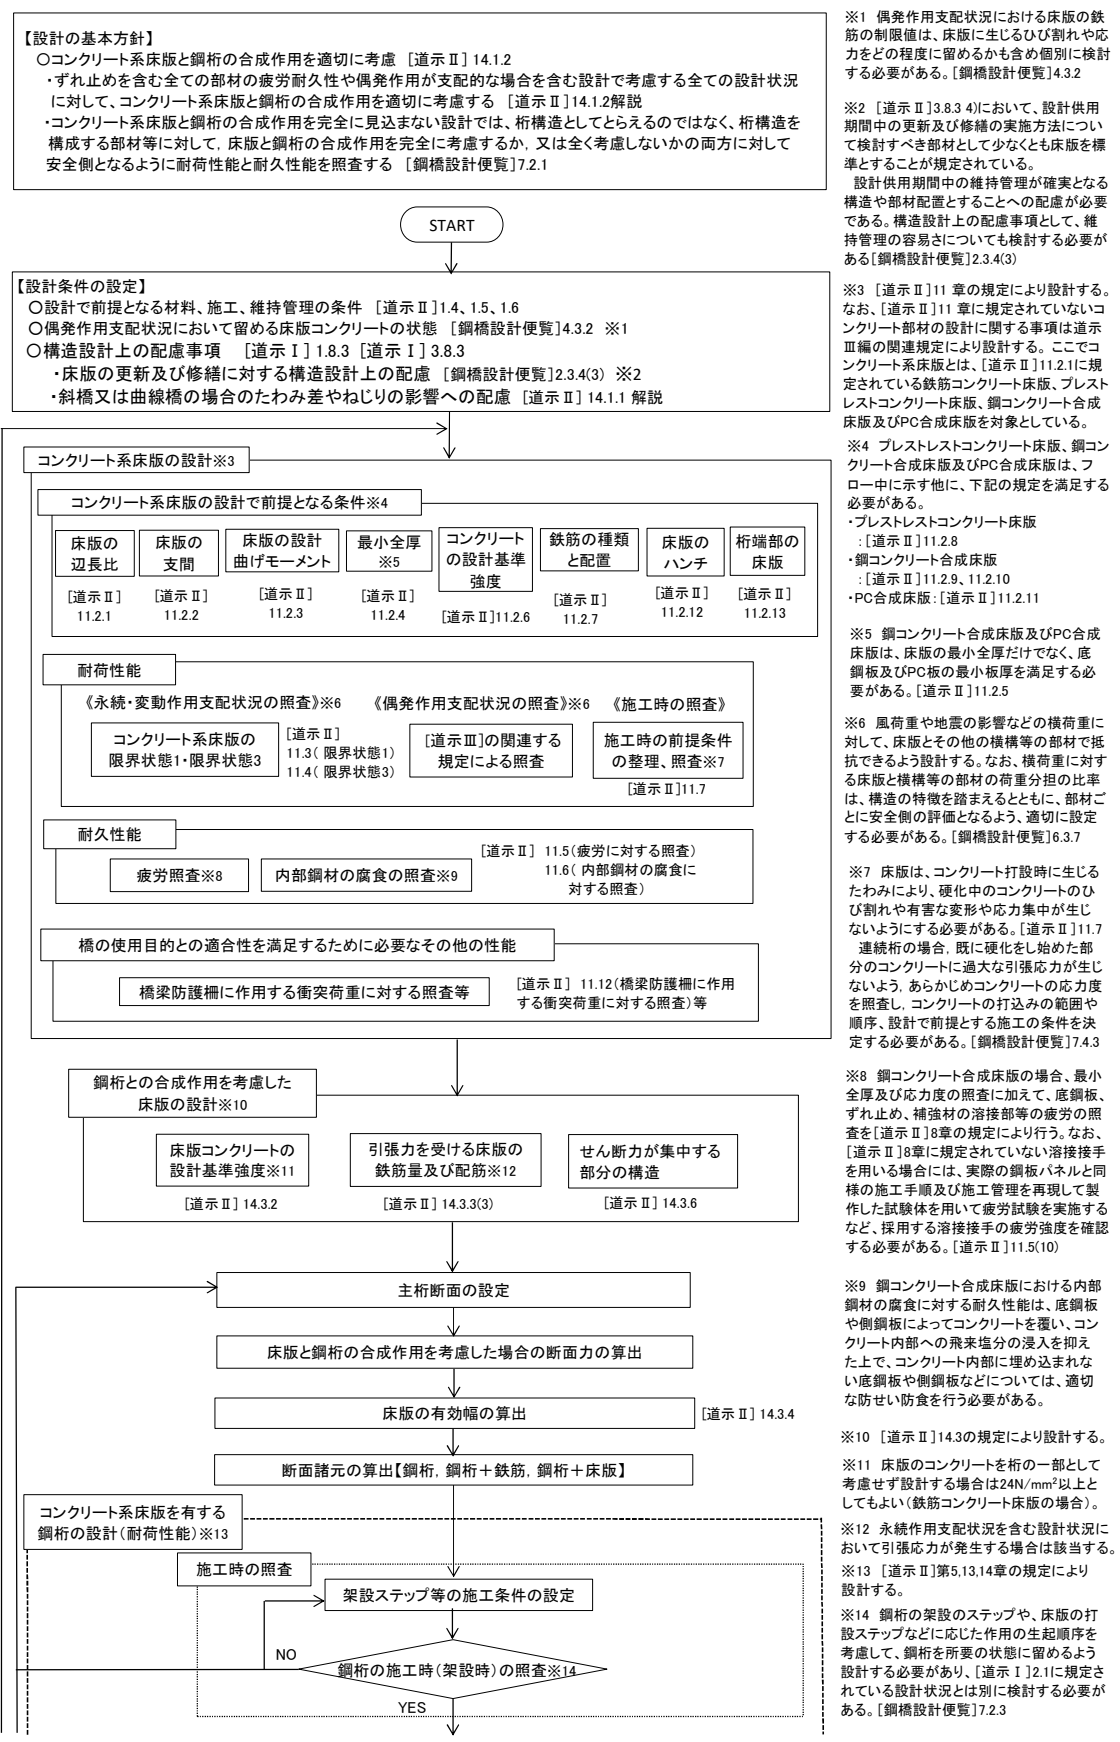 【設計の基本方針】
○コンクリート系床版と鋼桁の合成作用を適切に考慮 [道示Ⅱ] 14.1.2
・ずれ止めを含む全ての部材の疲労耐久性や偶発作用が支配的な場合を含む設計で考慮する全ての設計状況
に対して、コンクリート系床版と鋼桁の合成作用を適切に考慮する [道示Ⅱ]14.1.2解説
・コンクリート系床版と鋼桁の合成作用を完全に見込まない設計では、桁構造としてとらえるのではなく、桁構造を
構成する部材等に対して, 床版と鋼桁の合成作用を完全に考慮するか, 又は全く考慮しないかの両方に対して
安全側となるように耐荷性能と耐久性能を照査する [鋼橋設計便覧]7.2.1
START
【設計条件の設定】
○設計で前提となる材料、施工、維持管理の条件 [道示Ⅱ]1.4、1.5、1.6
○偶発作用支配状況において留める床版コンクリートの状態 [鋼橋設計便覧]4.3.2 ※1
○構造設計上の配慮事項 [道示Ⅰ] 1.8.3 [道示Ⅰ] 3.8.3
・床版の更新及び修繕に対する構造設計上の配慮 [鋼橋設計便覧]2.3.4(3) ※2
・斜橋又は曲線橋の場合のたわみ差やねじりの影響への配慮 [道示Ⅱ] 14.1.1 解説
コンクリート系床版の設計※3
コンクリート系床版の設計で前提となる条件※4
床版の
辺長比
[道示Ⅱ]
11.2.1
床版の
支間
[道示Ⅱ]
11.2.2
床版の設計
曲げモーメント
[道示Ⅱ]
11.2.3
最小全厚
※5
[道示Ⅱ]
11.2.4
コンクリート
の設計基準
強度
[道示Ⅱ]11.2.6
鉄筋の種類
と配置
[道示Ⅱ]
11.2.7
床版の
ハンチ
[道示Ⅱ]
11.2.12
桁端部の
床版
[道示Ⅱ]
11.2.13
耐荷性能
《永続・変動作用支配状況の照査》※6
コンクリート系床版の
限界状態1・限界状態3
[道示Ⅱ]
11.3( 限界状態1)
11.4( 限界状態3)
《偶発作用支配状況の照査》※6
[道示Ⅲ]の関連する
規定による照査
《施工時の照査》
施工時の前提条件
の整理、照査※7
[道示Ⅱ]11.7
耐久性能
疲労照査※8
内部鋼材の腐食の照査※9
[道示Ⅱ] 11.5(疲労に対する照査)
11.6( 内部鋼材の腐食に
対する照査)
橋の使用目的との適合性を満足するために必要なその他の性能
橋梁防護柵に作用する衝突荷重に対する照査等
[道示Ⅱ] 11.12(橋梁防護柵に作用
する衝突荷重に対する照査)等
鋼桁との合成作用を考慮した
床版の設計※10
床版コンクリートの
設計基準強度※11
[道示Ⅱ] 14.3.2
引張力を受ける床版の
鉄筋量及び配筋※12
[道示Ⅱ] 14.3.3(3)
せん断力が集中する
部分の構造
[道示Ⅱ] 14.3.6
主桁断面の設定
床版と鋼桁の合成作用を考慮した場合の断面力の算出
床版の有効幅の算出
[道示Ⅱ] 14.3.4
断面諸元の算出【鋼桁, 鋼桁＋鉄筋, 鋼桁＋床版】
コンクリート系床版を有する
鋼桁の設計(耐荷性能)※13
施工時の照査
架設ステップ等の施工条件の設定
NO
鋼桁の施工時(架設時)の照査※14
YES
※1 偶発作用支配状況における床版の鉄
筋の制限値は、床版に生じるひび割れや応
力をどの程度に留めるかも含め個別に検討
する必要がある。[鋼橋設計便覧]4.3.2
※2 [道示Ⅱ]3.8.3 4)において、設計供用
期間中の更新及び修繕の実施方法につい
て検討すべき部材として少なくとも床版を標
準とすることが規定されている。
設計供用期間中の維持管理が確実となる
構造や部材配置とすることへの配慮が必要
である。構造設計上の配慮事項として、維
持管理の容易さについても検討する必要が
ある[鋼橋設計便覧]2.3.4(3)
※3 [道示Ⅱ]11 章の規定により設計する。
なお、[道示Ⅱ]11 章に規定されていないコ
ンクリート部材の設計に関する事項は道示
Ⅲ編の関連規定により設計する。ここでコ
ンクリート系床版とは、[道示Ⅱ]11.2.1に規
定されている鉄筋コンクリート床版、プレスト
レストコンクリート床版、鋼コンクリート合成
床版及びPC合成床版を対象としている。
※4 プレストレストコンクリート床版、鋼コン
クリート合成床版及びPC合成床版は、フ
ロー中に示す他に、下記の規定を満足する
必要がある。
・プレストレストコンクリート床版
:[道示Ⅱ]11.2.8
・鋼コンクリート合成床版
:[道示Ⅱ]11.2.9、11.2.10
・PC合成床版:[道示Ⅱ]11.2.11
※5 鋼コンクリート合成床版及びPC合成
床版は、床版の最小全厚だけでなく、底
鋼板及びPC板の最小板厚を満足する必
要がある。[道示Ⅱ]11.2.5
※6 風荷重や地震の影響などの横荷重に
対して、床版とその他の横構等の部材で抵
抗できるよう設計する。なお、横荷重に対す
る床版と横構等の部材の荷重分担の比率
は、構造の特徴を踏まえるとともに、部材ご
とに安全側の評価となるよう、適切に設定
する必要がある。[鋼橋設計便覧]6.3.7
※7 床版は、コンクリート打設時に生じる
たわみにより、硬化中のコンクリートのひ
び割れや有害な変形や応力集中が生じ
ないようにする必要がある。[道示Ⅱ]11.7
連続桁の場合, 既に硬化をし始めた部
分のコンクリートに過大な引張応力が生じ
ないよう, あらかじめコンクリートの応力度
を照査し, コンクリートの打込みの範囲や
順序、設計で前提とする施工の条件を決
定する必要がある。[鋼橋設計便覧]7.4.3
※8 鋼コンクリート合成床版の場合、最小
全厚及び応力度の照査に加えて、底鋼板、
ずれ止め、補強材の溶接部等の疲労の照
査を[道示Ⅱ]8章の規定により行う。なお、
[道示Ⅱ]8章に規定されていない溶接継手
を用いる場合には、実際の鋼板パネルと同
様の施工手順及び施工管理を再現して製
作した試験体を用いて疲労試験を実施する
など、採用する溶接継手の疲労強度を確認
する必要がある。[道示Ⅱ]11.5(10)
※9 鋼コンクリート合成床版における内部
鋼材の腐食に対する耐久性能は、底鋼板
や側鋼板によってコンクリートを覆い、コン
クリート内部への飛来塩分の浸入を抑え
た上で、コンクリート内部に埋め込まれな
い底鋼板や側鋼板などについては、適切
な防せい防食を行う必要がある。
※10 [道示Ⅱ]14.3の規定により設計する。
※11 床版のコンクリートを桁の一部として
考慮せず設計する場合は24N/mm²以上と
してもよい(鉄筋コンクリート床版の場合)。
※12 永続作用支配状況を含む設計状況に
おいて引張応力が発生する場合は該当する。
※13 [道示Ⅱ]第5,13,14章の規定により
設計する。
※14 鋼桁の架設のステップや、床版の打
設ステップなどに応じた作用の生起順序を
考慮して、鋼桁を所要の状態に留めるよう
設計する必要があり、[道示Ⅰ]2.1に規定さ
れている設計状況とは別に検討する必要が
ある。[鋼橋設計便覧]7.2.3